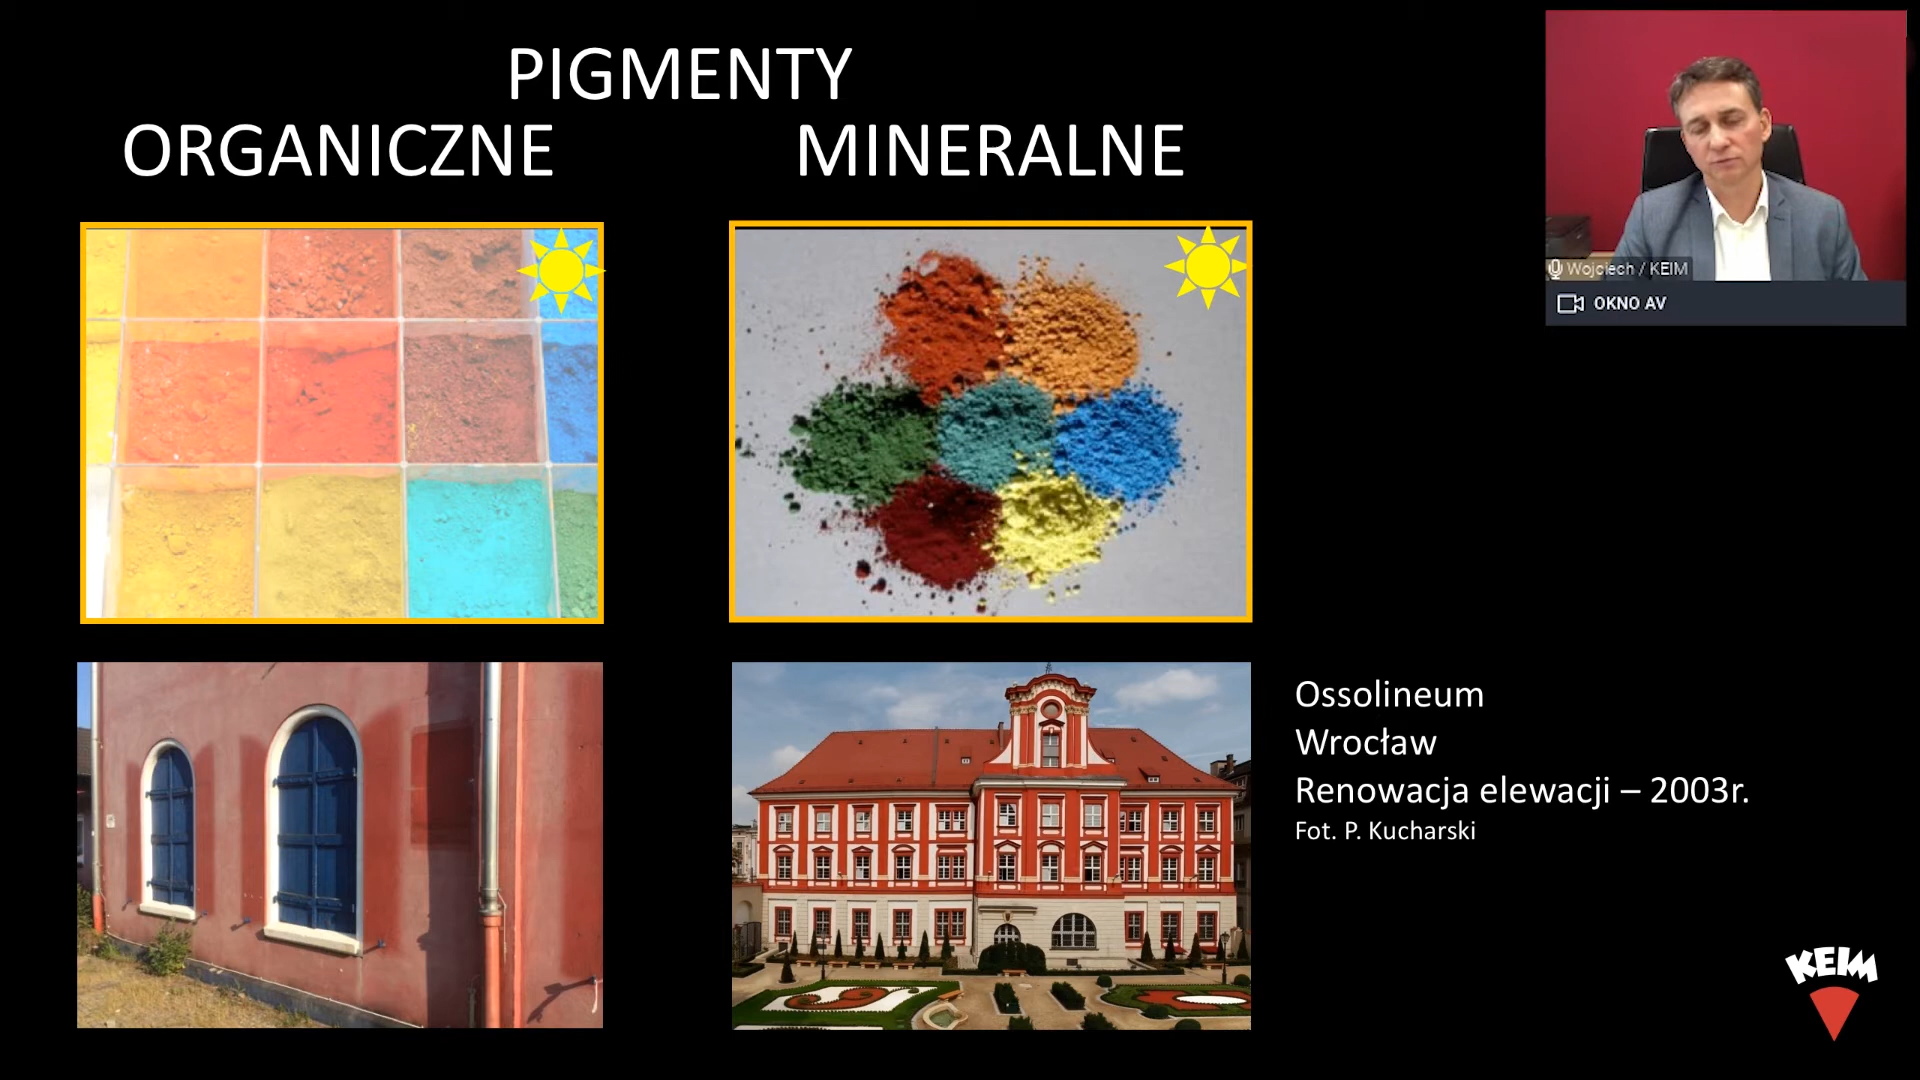 PIGMENTY
ORGANICZNE
MINERALNE
Wojciech / KEIM
OKNO AV
Ossolineum
Wrocław
Renowacja elewacji – 2003r.
Fot. P. Kucharski
KEIM